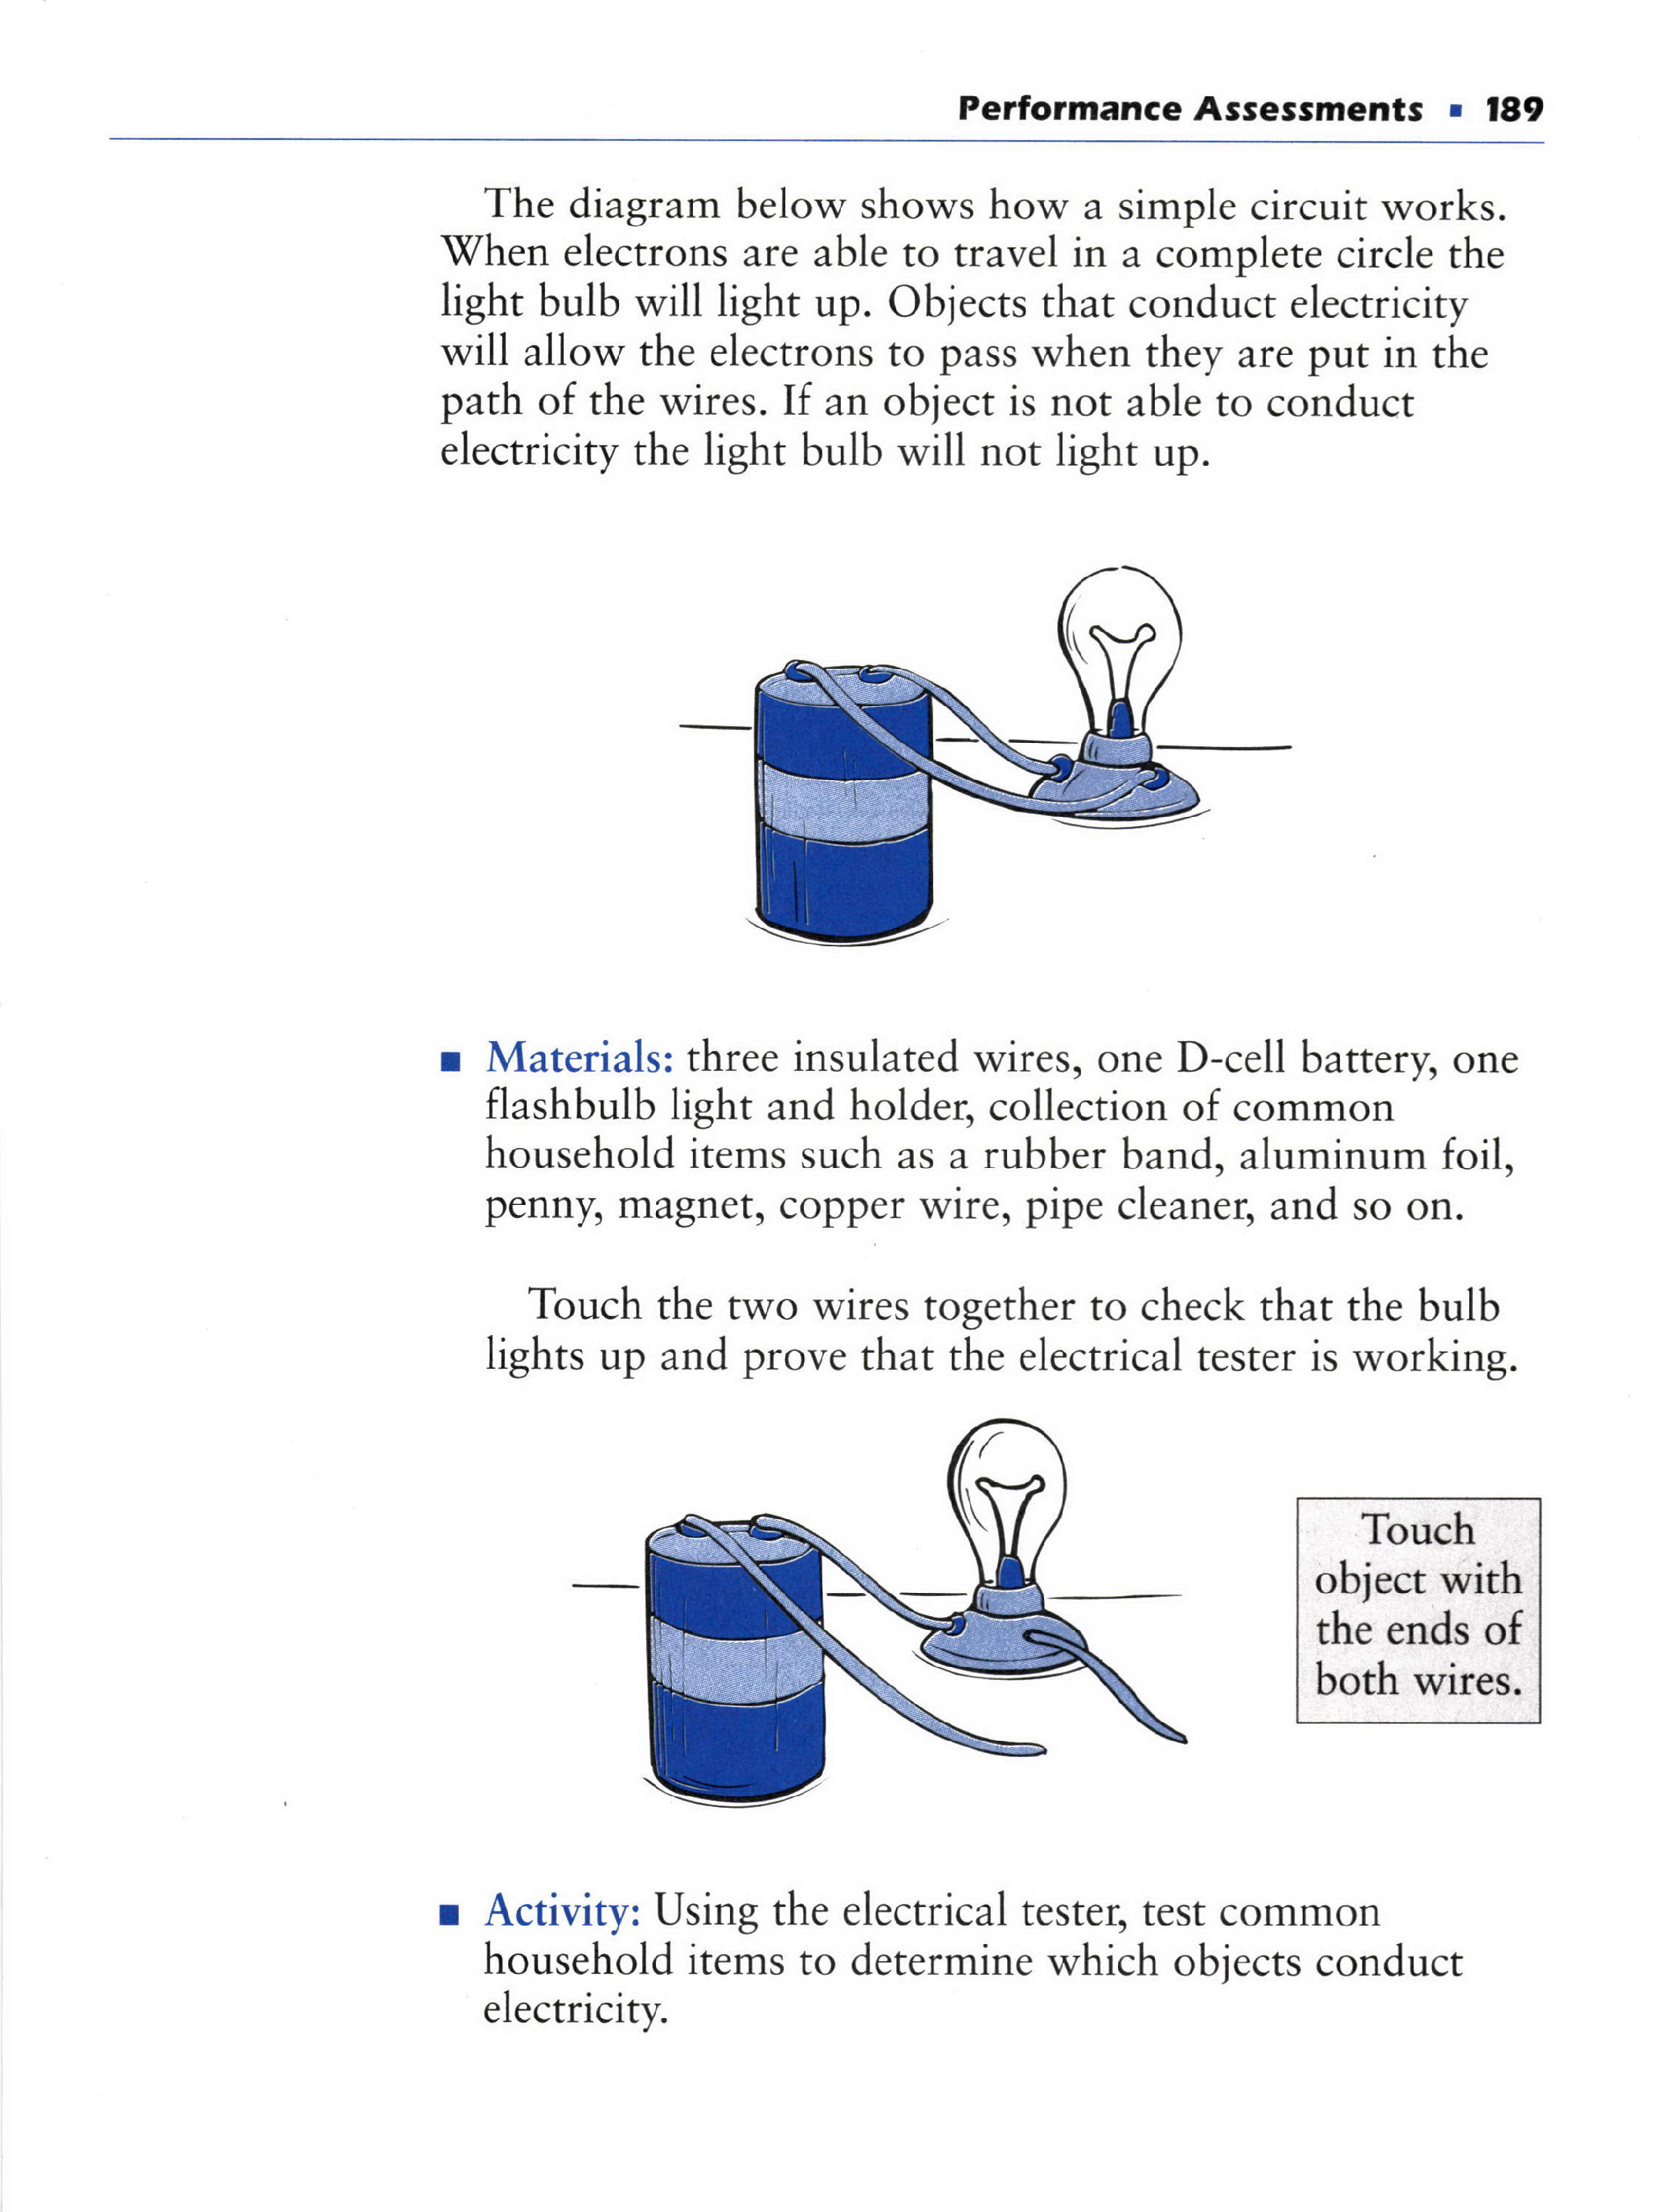 Performance Assessments ▪ 189
The diagram below shows how a simple circuit works.
When electrons are able to travel in a complete circle the
light bulb will light up. Objects that conduct electricity
will allow the electrons to pass when they are put in the
path of the wires. If an object is not able to conduct
electricity the light bulb will not light up.
▪ Materials: three insulated wires, one D-cell battery, one
flashbulb light and holder, collection of common
household items such as a rubber band, aluminum foil,
penny, magnet, copper wire, pipe cleaner, and so on.
Touch the two wires together to check that the bulb
lights up and prove that the electrical tester is working.
Touch
object with
the ends of
both wires.
▪ Activity: Using the electrical tester, test common
household items to determine which objects conduct
electricity.